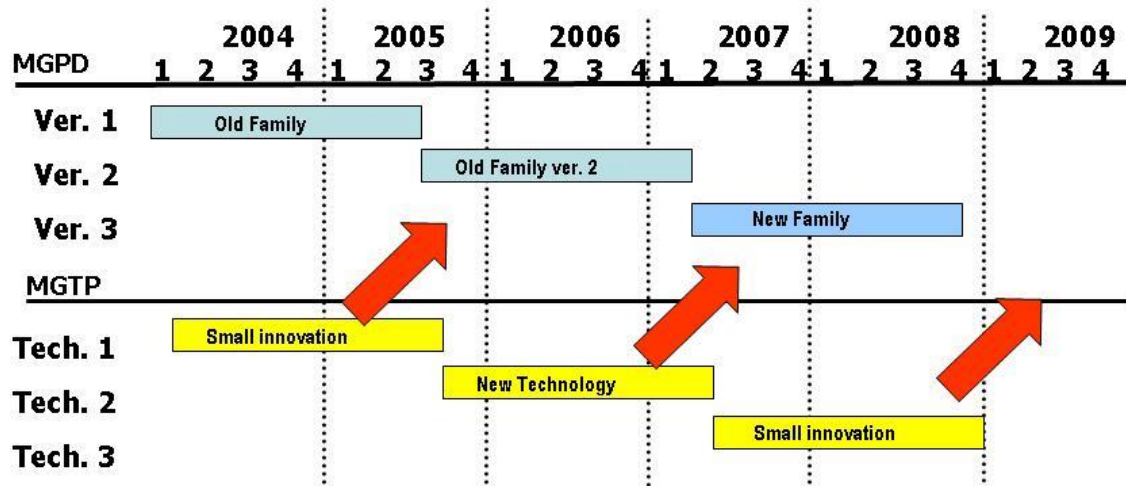 2004 2005 2006 2007 2008 2009
MGPD 1 2 3 4 1 2 3 4 1 2 3 4 1 2 3 4 1 2 3 4 1 2 3 4
Ver. 1 Old Family
Ver. 2 Old Family ver. 2
Ver. 3 New Family
MGTP
Tech. 1 Small innovation
Tech. 2 New Technology
Tech. 3 Small innovation